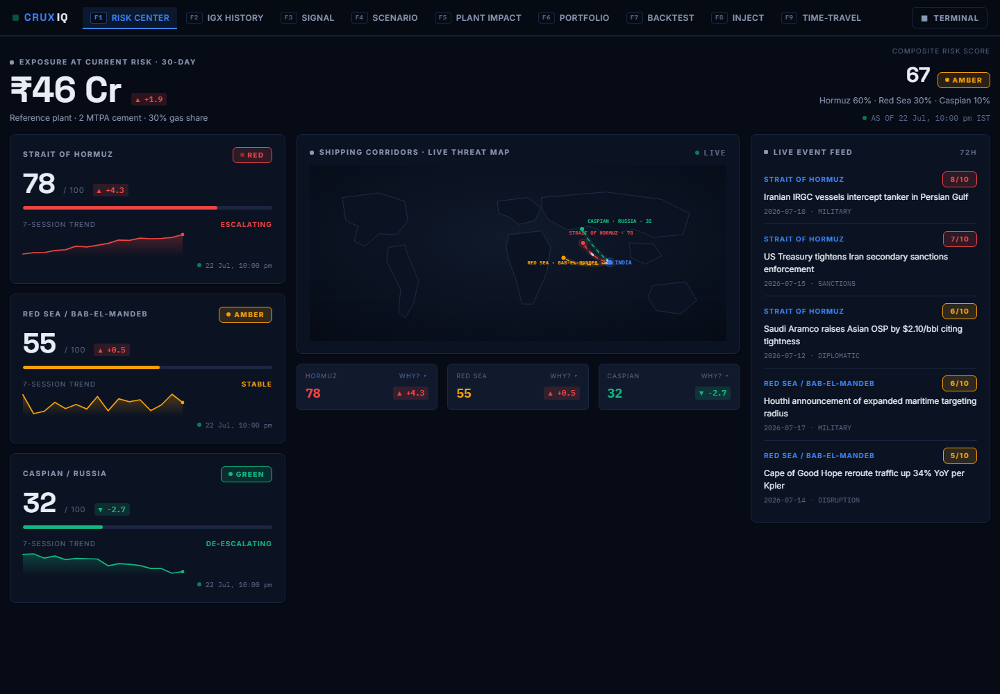 CRUXIQ
F1 RISK CENTER
F2 IGX HISTORY
F3 SIGNAL
F4 SCENARIO
F5 PLANT IMPACT
F6 PORTFOLIO
F7 BACKTEST
F8 INJECT
F9 TIME-TRAVEL
TERMINAL
EXPOSURE AT CURRENT RISK · 30-DAY
₹46 Cr ▲ +1.9
Reference plant · 2 MTPA cement · 30% gas share
COMPOSITE RISK SCORE
67 AMBER
Hormuz 60% · Red Sea 30% · Caspian 10%
AS OF 22 Jul, 10:00 pm IST
STRAIT OF HORMUZ RED
78 / 100 ▲ +4.3
7-SESSION TREND ESCALATING
22 Jul, 10:00 pm
RED SEA / BAB-EL-MANDEB AMBER
55 / 100 ▲ +0.5
7-SESSION TREND STABLE
22 Jul, 10:00 pm
CASPIAN / RUSSIA GREEN
32 / 100 ▼ -2.7
7-SESSION TREND DE-ESCALATING
22 Jul, 10:00 pm
SHIPPING CORRIDORS · LIVE THREAT MAP LIVE
CASPIAN · RUSSIA · 32
STRAIT OF HORMUZ · 78
RED SEA · BAB-EL-MANDEB
INDIA
HORMUZ WHY?
78 ▲ +4.3
RED SEA WHY?
55 ▲ +0.5
CASPIAN WHY?
32 ▼ -2.7
LIVE EVENT FEED 72H
STRAIT OF HORMUZ 8/10
Iranian IRGC vessels intercept tanker in Persian Gulf
2026-07-18 · MILITARY
STRAIT OF HORMUZ 7/10
US Treasury tightens Iran secondary sanctions
enforcement
2026-07-15 · SANCTIONS
STRAIT OF HORMUZ 6/10
Saudi Aramco raises Asian OSP by $2.10/bbl citing
tightness
2026-07-12 · DIPLOMATIC
RED SEA / BAB-EL-MANDEB 6/10
Houthi announcement of expanded maritime targeting
radius
2026-07-17 · MILITARY
RED SEA / BAB-EL-MANDEB 5/10
Cape of Good Hope reroute traffic up 34% YoY per
Kpler
2026-07-14 · DISRUPTION